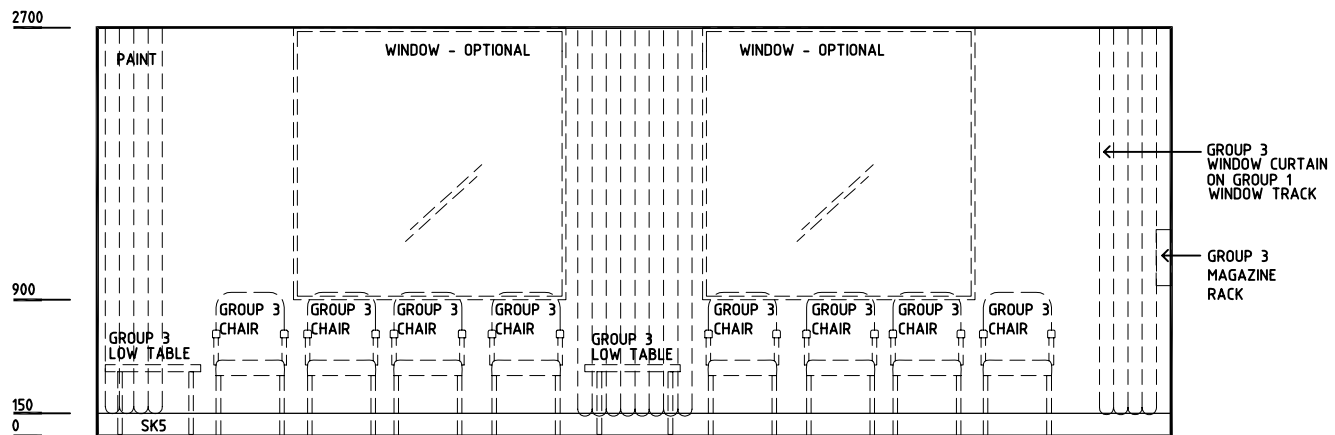 2700
PAINT
WINDOW - OPTIONAL
WINDOW - OPTIONAL
GROUP 3
WINDOW CURTAIN
ON GROUP 1
WINDOW TRACK
GROUP 3
MAGAZINE
RACK
900
GROUP 3
CHAIR
GROUP 3
CHAIR
GROUP 3
CHAIR
GROUP 3
CHAIR
GROUP 3
CHAIR
GROUP 3
CHAIR
GROUP 3
CHAIR
GROUP 3
CHAIR
GROUP 3
LOW TABLE
GROUP 3
LOW TABLE
150
0
SK5